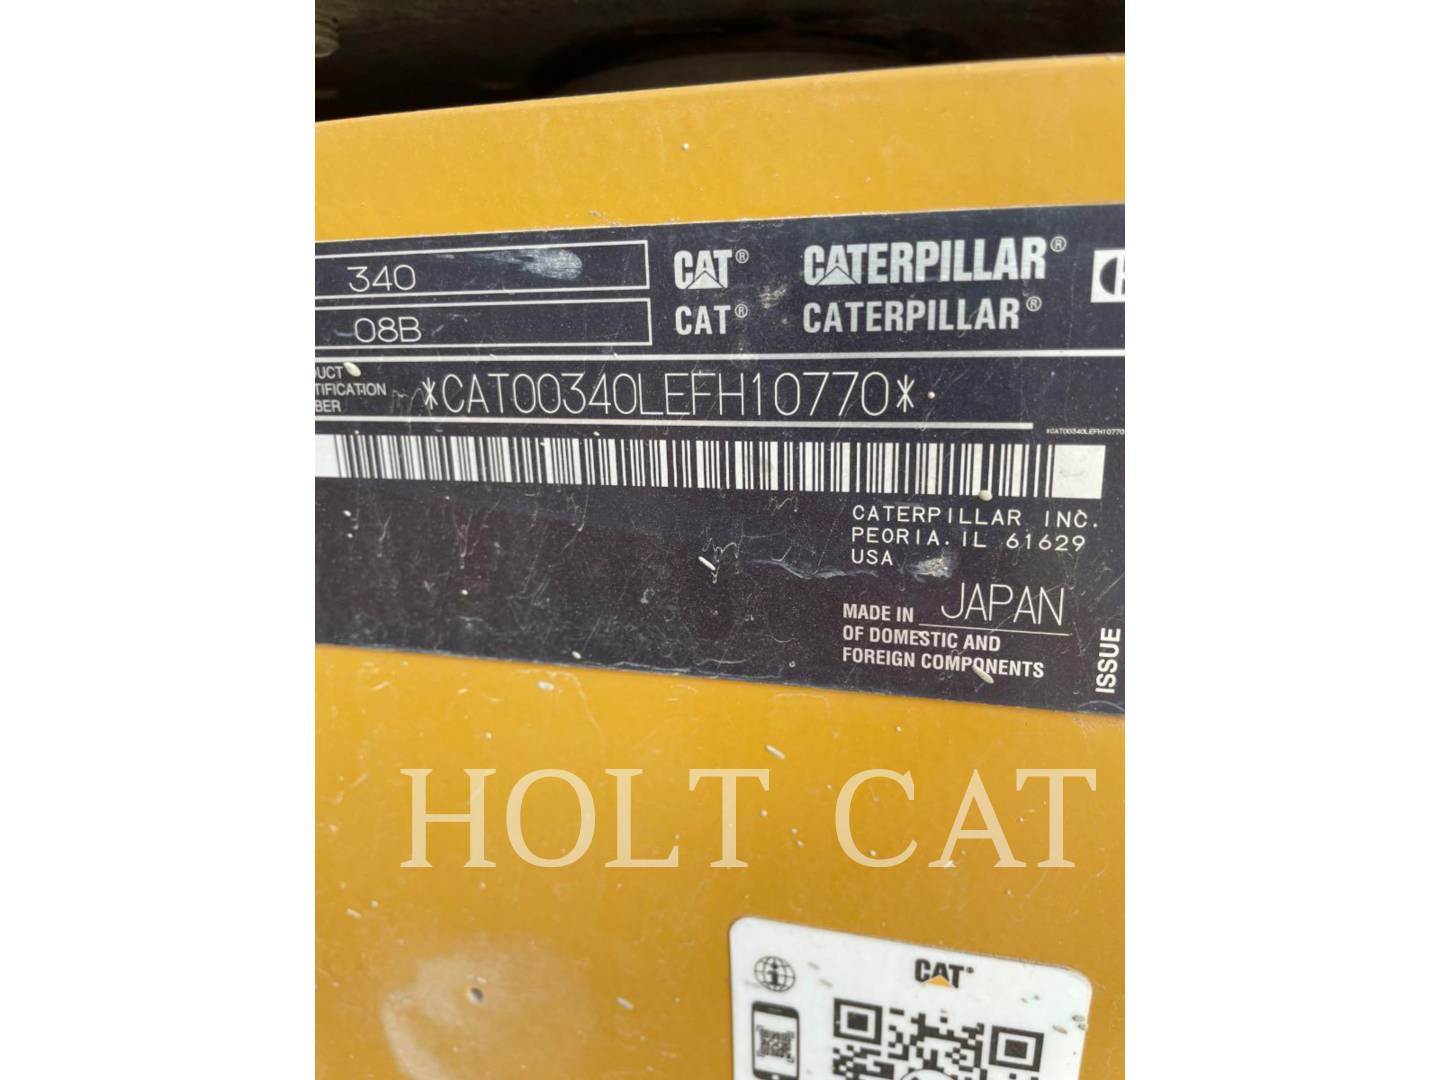 340 CAT® CATERPILLAR®
08B CAT® CATERPILLAR®
*CAT00340LEFH10770*
*CAT00340LEFH10770
CATERPILLAR INC.
PEORIA. IL 61629
USA
MADE IN JAPAN
OF DOMESTIC AND
FOREIGN COMPONENTS
ISSUE
HOLT CAT
CAT®